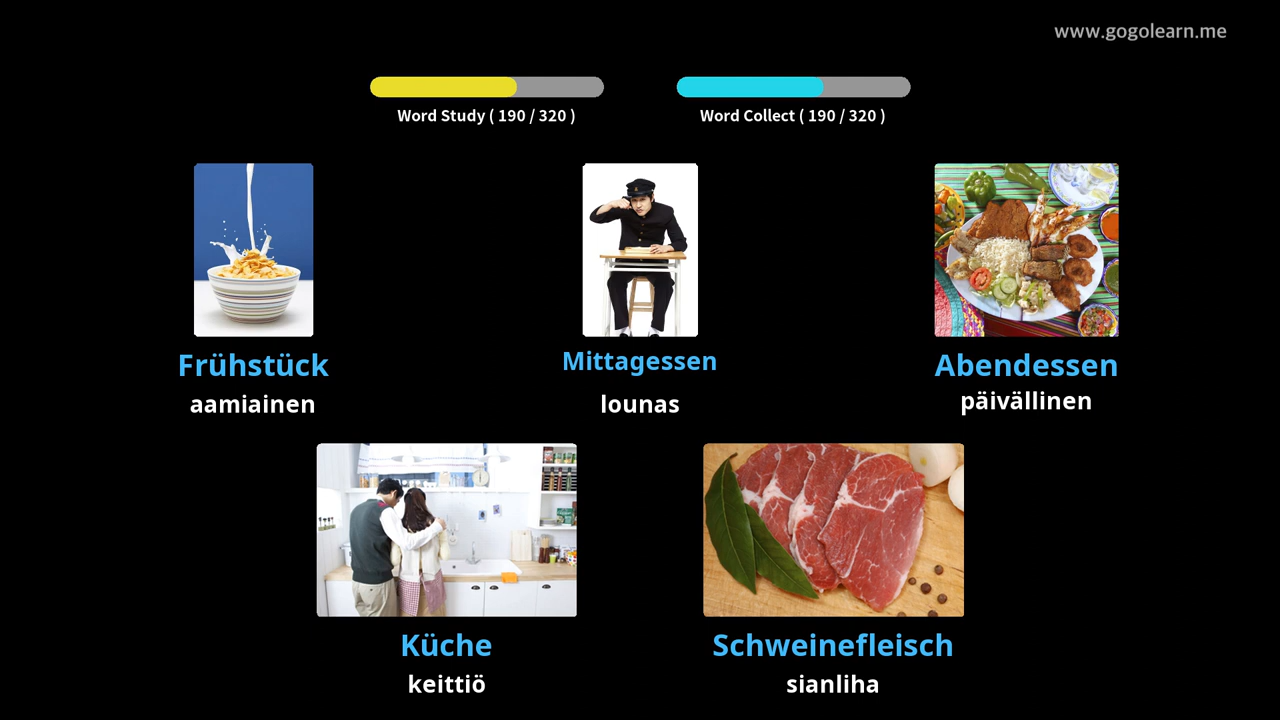 www.gogolearn.me
Word Study ( 190 / 320 )
Word Collect ( 190 / 320 )
Frühstück
aamiainen
Mittagessen
lounas
Abendessen
päivällinen
Küche
keittiö
Schweinefleisch
sianliha